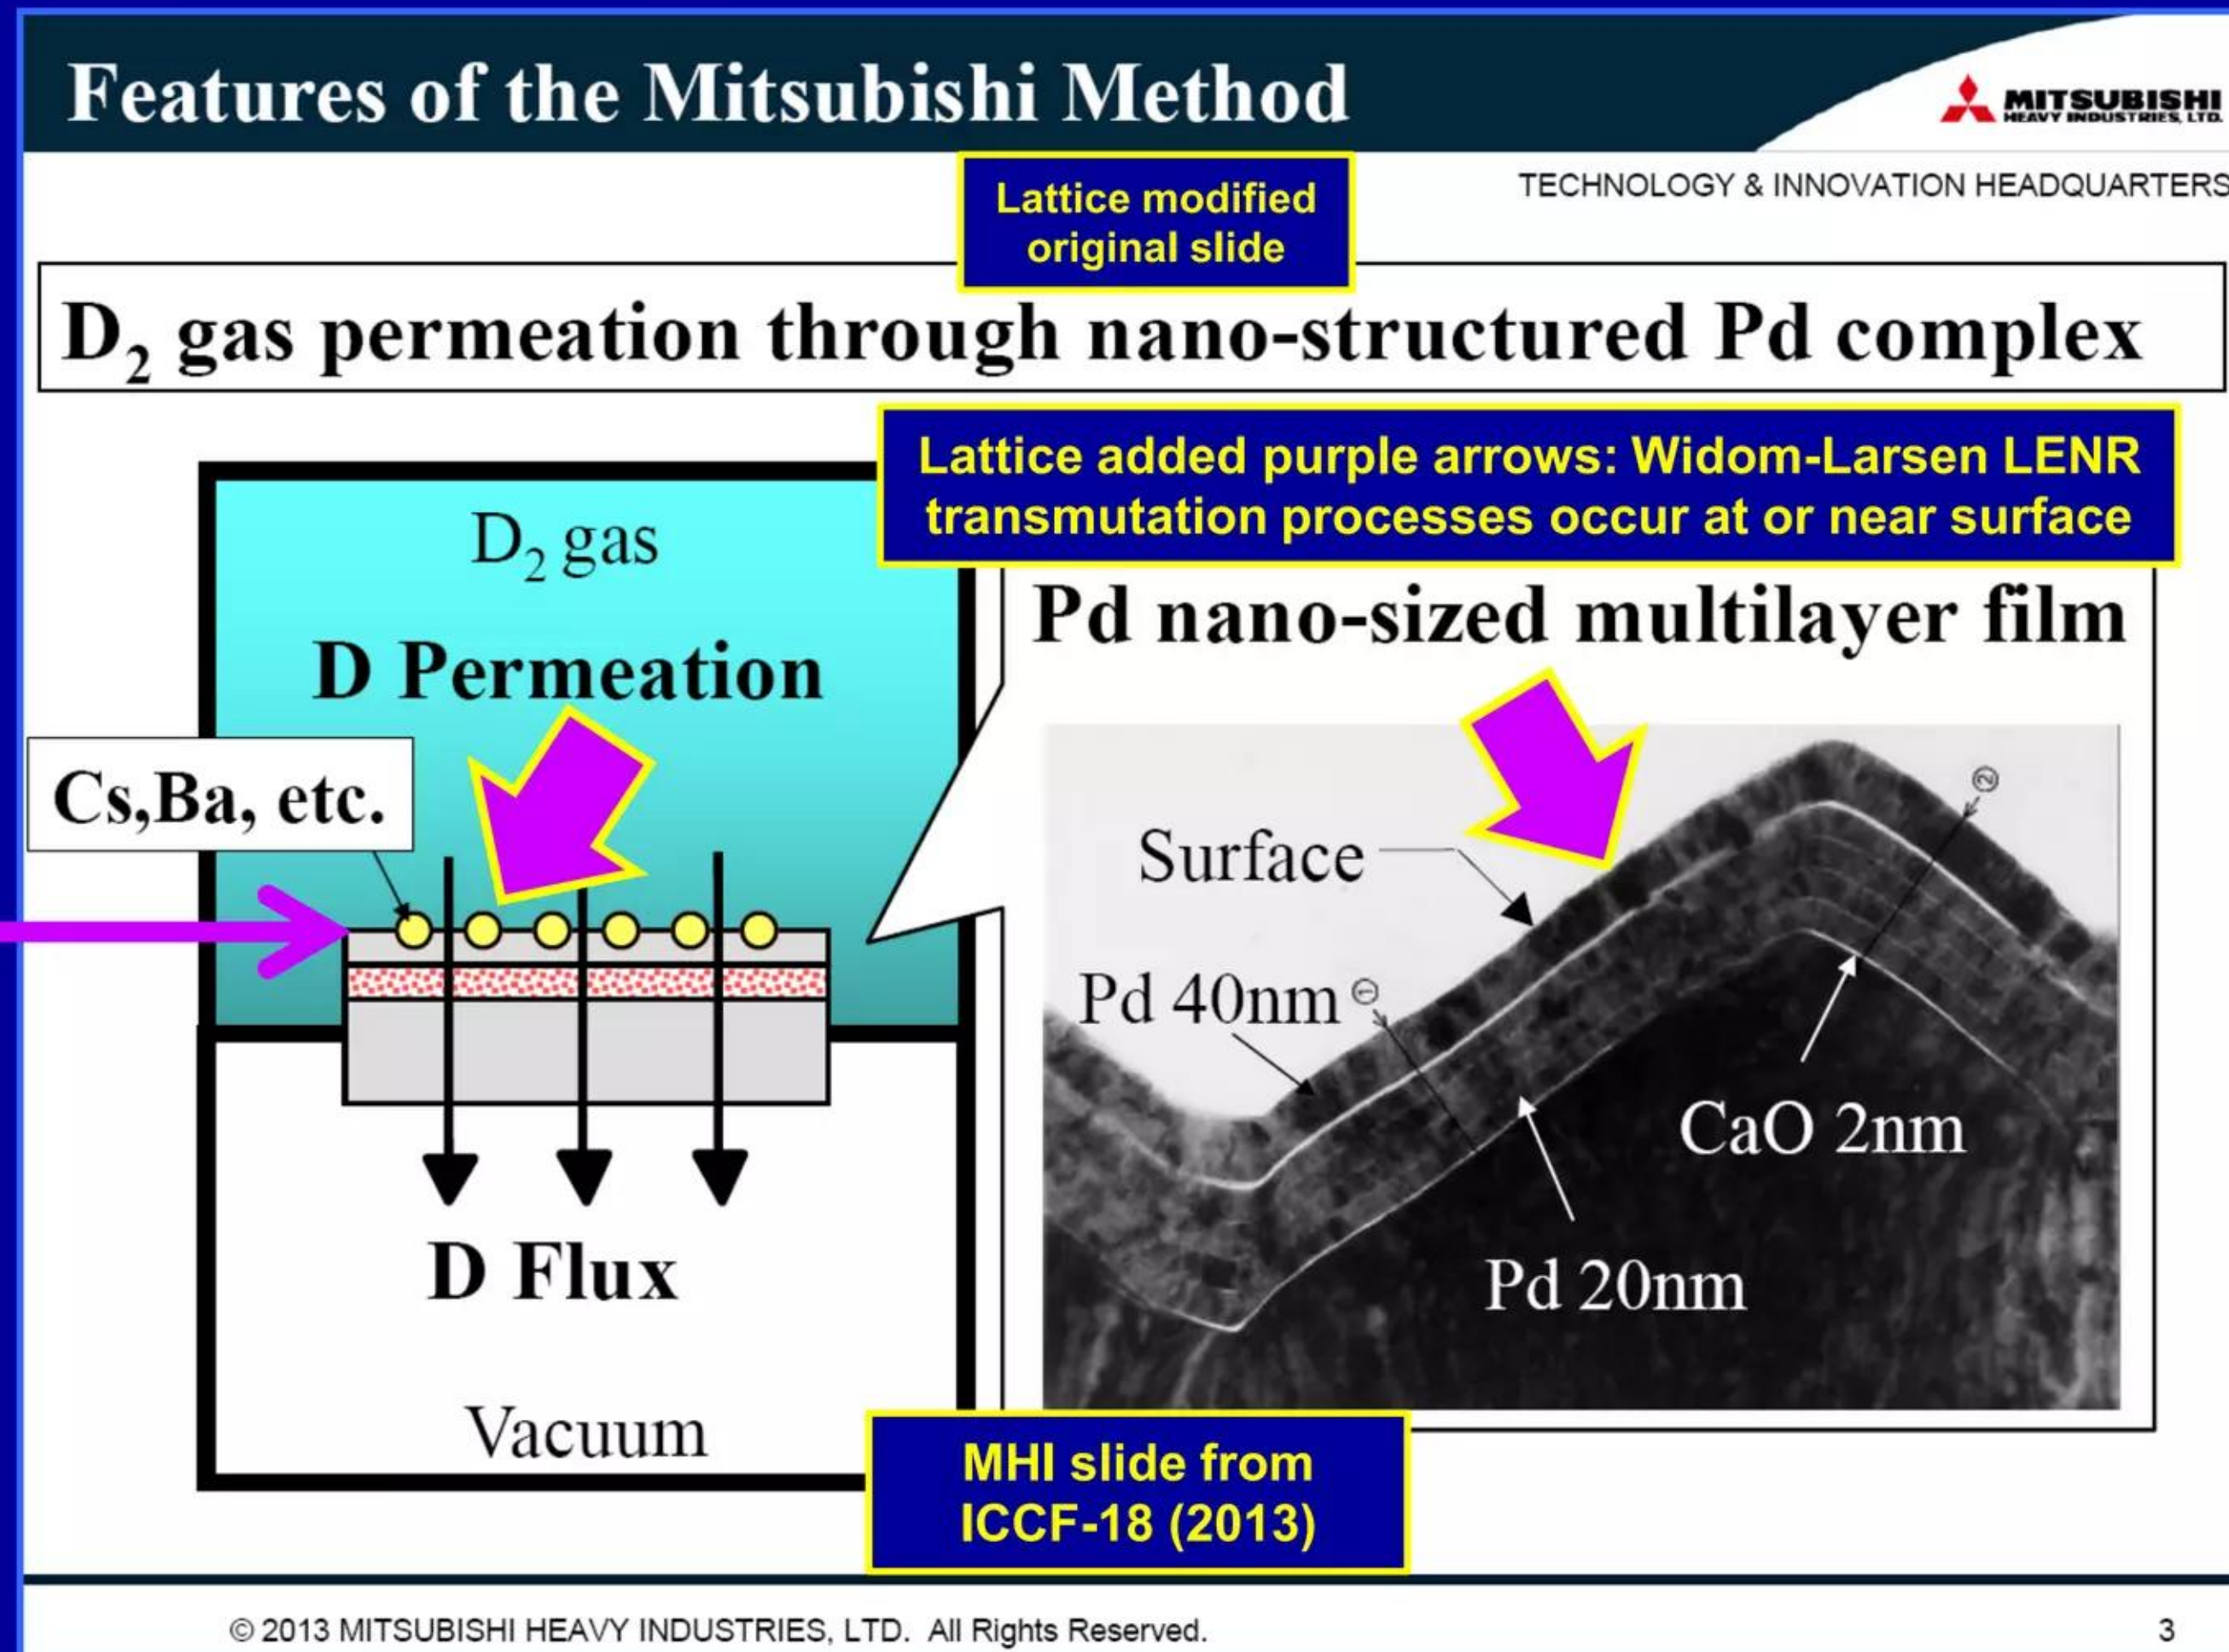 Features of the Mitsubishi Method
MITSUBISHI
HEAVY INDUSTRIES, LTD.
TECHNOLOGY & INNOVATION HEADQUARTERS
Lattice modified
original slide
D₂ gas permeation through nano-structured Pd complex
Lattice added purple arrows: Widom-Larsen LENR
transmutation processes occur at or near surface
D₂ gas
D Permeation
Cs,Ba, etc.
D Flux
Vacuum
Pd nano-sized multilayer film
Surface
②
Pd 40nm
①
CaO 2nm
Pd 20nm
MHI slide from
ICCF-18 (2013)
© 2013 MITSUBISHI HEAVY INDUSTRIES, LTD. All Rights Reserved.
3